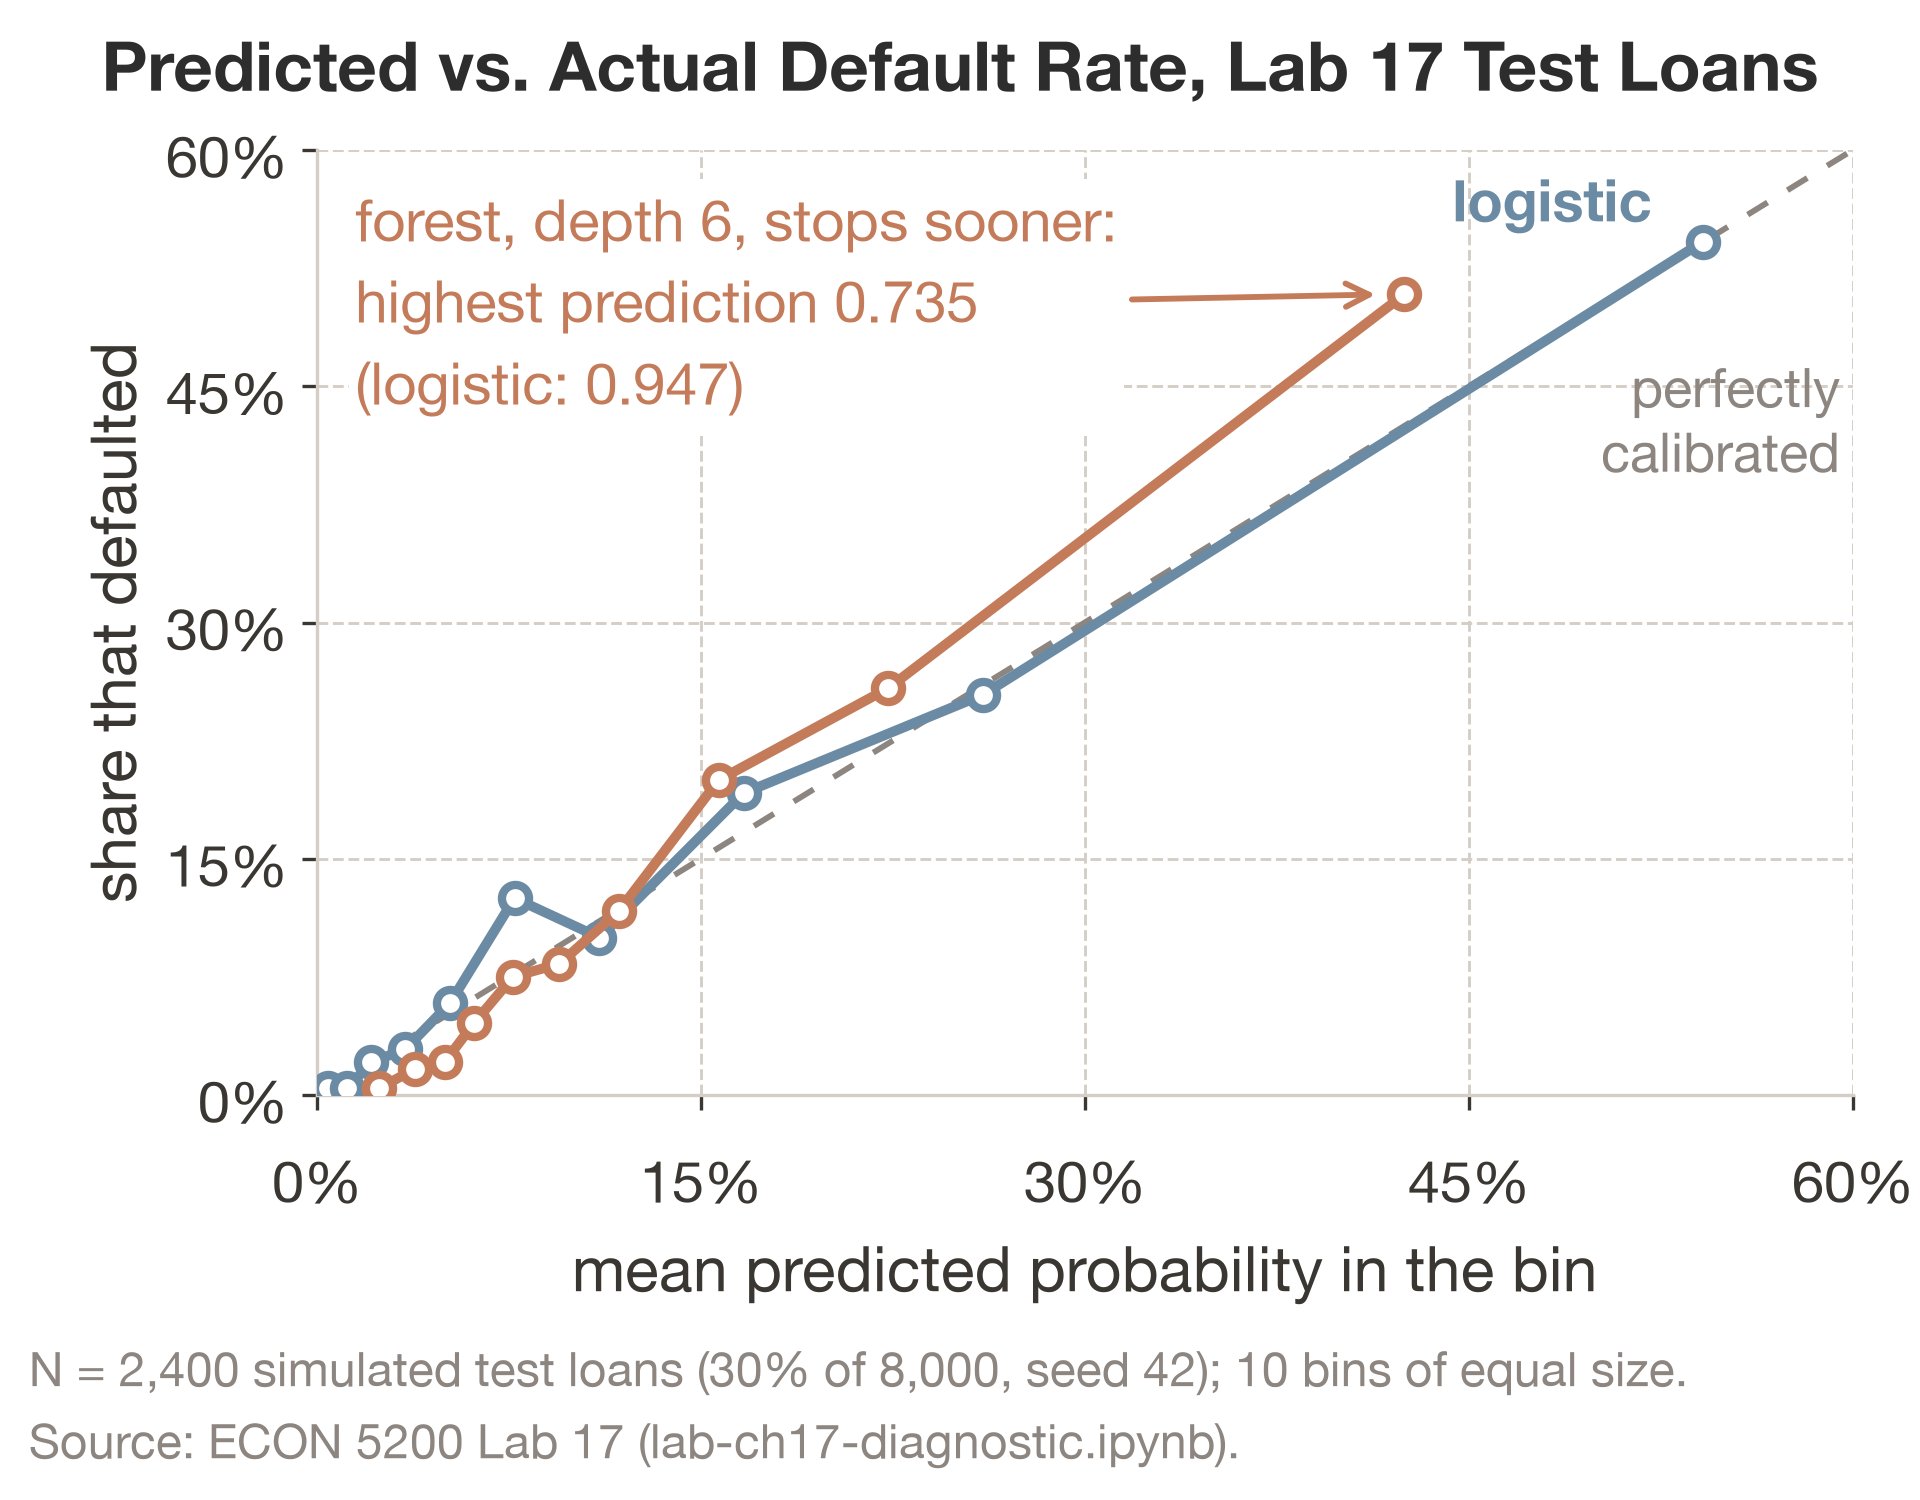 Predicted vs. Actual Default Rate, Lab 17 Test Loans
60%
45%
30%
15%
0%
share that defaulted
forest, depth 6, stops sooner:
highest prediction 0.735
(logistic: 0.947)
logistic
perfectly
calibrated
0%
15%
30%
45%
60%
mean predicted probability in the bin
N = 2,400 simulated test loans (30% of 8,000, seed 42); 10 bins of equal size.
Source: ECON 5200 Lab 17 (lab-ch17-diagnostic.ipynb).